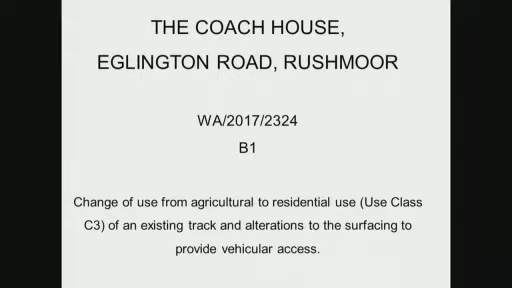 THE COACH HOUSE,
EGLINGTON ROAD, RUSHMOOR
WA/2017/2324
B1
Change of use from agricultural to residential use (Use Class
C3) of an existing track and alterations to the surfacing to
provide vehicular access.